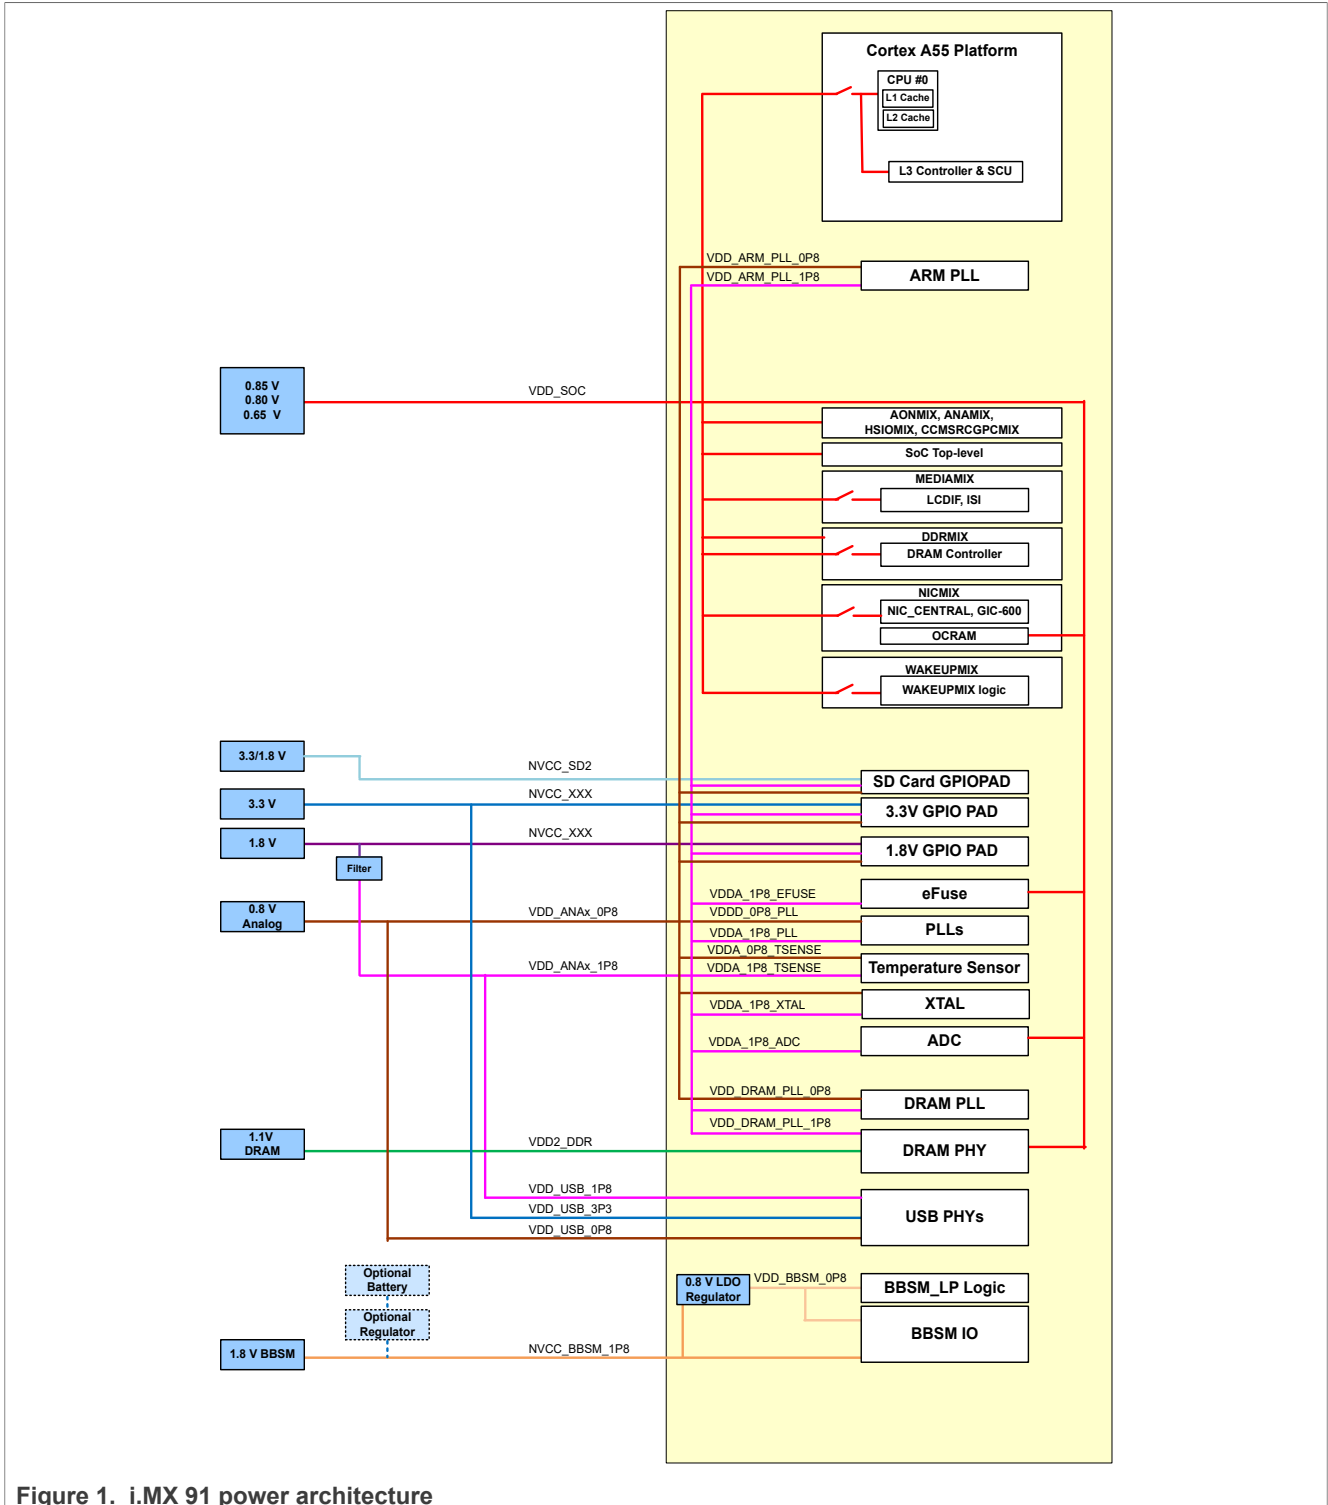 Cortex A55 Platform
CPU #0
L1 Cache
L2 Cache
L3 Controller & SCU
VDD_ARM_PLL_0P8
VDD_ARM_PLL_1P8
ARM PLL
0.85 V
0.80 V
0.65 V
VDD_SOC
AONMIX, ANAMIX,
HSIOMIX, CCMSRCGPCMIX
SoC Top-level
MEDIAMIX
LCDIF, ISI
DDRMIX
DRAM Controller
NICMIX
NIC_CENTRAL, GIC-600
OCRAM
WAKEUPMIX
WAKEUPMIX logic
3.3/1.8 V
NVCC_SD2
SD Card GPIOPAD
3.3 V
NVCC_XXX
3.3V GPIO PAD
1.8 V
NVCC_XXX
1.8V GPIO PAD
Filter
VDDA_1P8_EFUSE
eFuse
0.8 V
Analog
VDD_ANAx_0P8
VDDD_0P8_PLL
VDDA_1P8_PLL
PLLs
VDDA_0P8_TSENSE
VDD_ANAx_1P8
VDDA_1P8_TSENSE
Temperature Sensor
VDDA_1P8_XTAL
XTAL
VDDA_1P8_ADC
ADC
VDD_DRAM_PLL_0P8
DRAM PLL
VDD_DRAM_PLL_1P8
1.1V
DRAM
VDD2_DDR
DRAM PHY
VDD_USB_1P8
VDD_USB_3P3
VDD_USB_0P8
USB PHYs
Optional
Battery
0.8 V LDO
Regulator
VDD_BBSM_0P8
BBSM_LP Logic
Optional
Regulator
BBSM IO
1.8 V BBSM
NVCC_BBSM_1P8
Figure 1. i.MX 91 power architecture